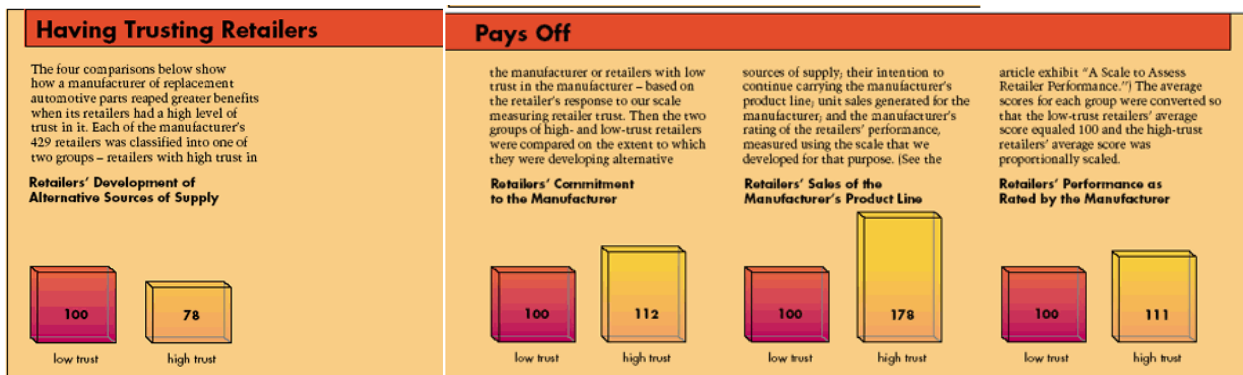 Having Trusting Retailers
Pays Off
The four comparisons below show
how a manufacturer of replacement
automotive parts reaped greater benefits
when its retailers had a high level of
trust in it. Each of the manufacturer's
429 retailers was classified into one of
two groups – retailers with high trust in
the manufacturer or retailers with low
trust in the manufacturer – based on
the retailer's response to our scale
measuring retailer trust. Then the two
groups of high- and low-trust retailers
were compared on the extent to which
they were developing alternative
sources of supply; their intention to
continue carrying the manufacturer's
product line; unit sales generated for the
manufacturer; and the manufacturer's
rating of the retailers' performance,
measured using the scale that we
developed for that purpose. (See the
article exhibit "A Scale to Assess
Retailer Performance.") The average
scores for each group were converted so
that the low-trust retailers' average
score equaled 100 and the high-trust
retailers' average score was
proportionally scaled.
Retailers' Development of
Alternative Sources of Supply
100
78
low trust
high trust
Retailers' Commitment
to the Manufacturer
100
112
low trust
high trust
Retailers' Sales of the
Manufacturer's Product Line
100
178
low trust
high trust
Retailers' Performance as
Rated by the Manufacturer
100
111
low trust
high trust